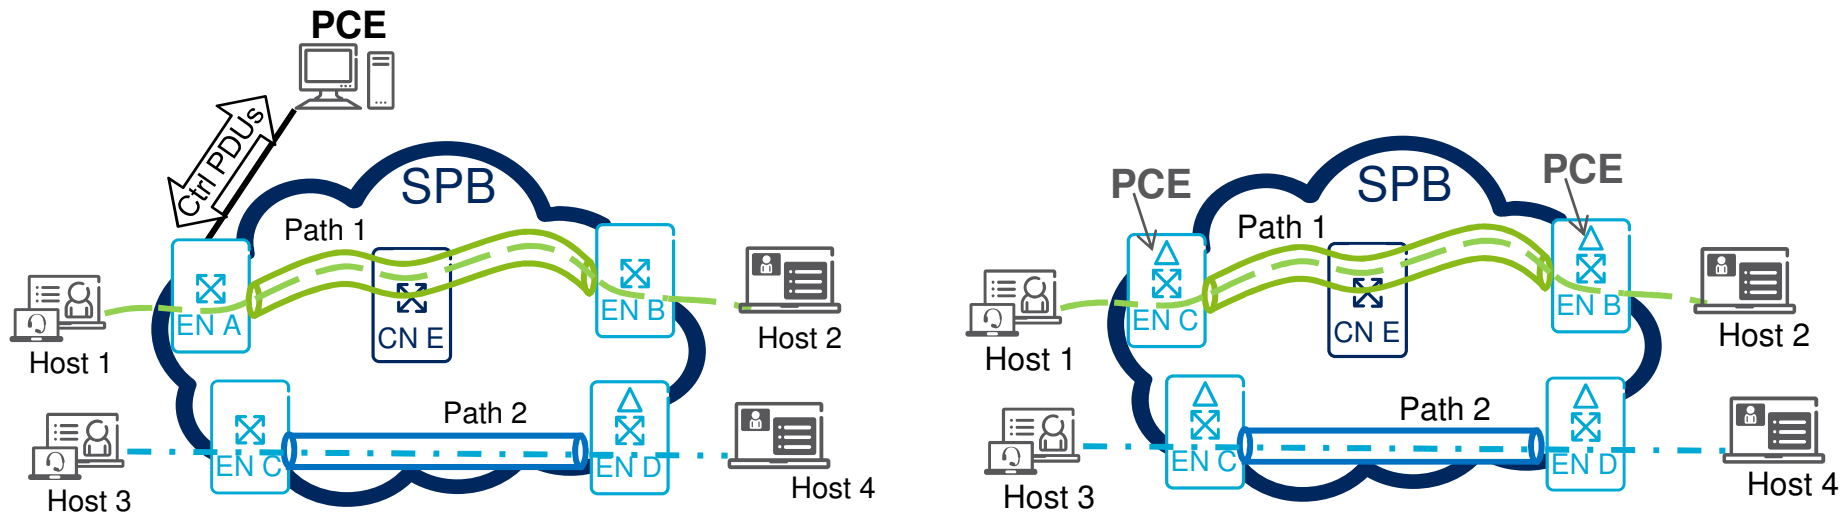 PCE
Ctrl PDUs
SPB
Path 1
EN A
EN B
CN E
Host 1
Host 2
Path 2
EN C
EN D
Host 3
Host 4
PCE
SPB
PCE
Path 1
EN C
EN B
CN E
Host 1
Host 2
Path 2
EN C
EN D
Host 3
Host 4